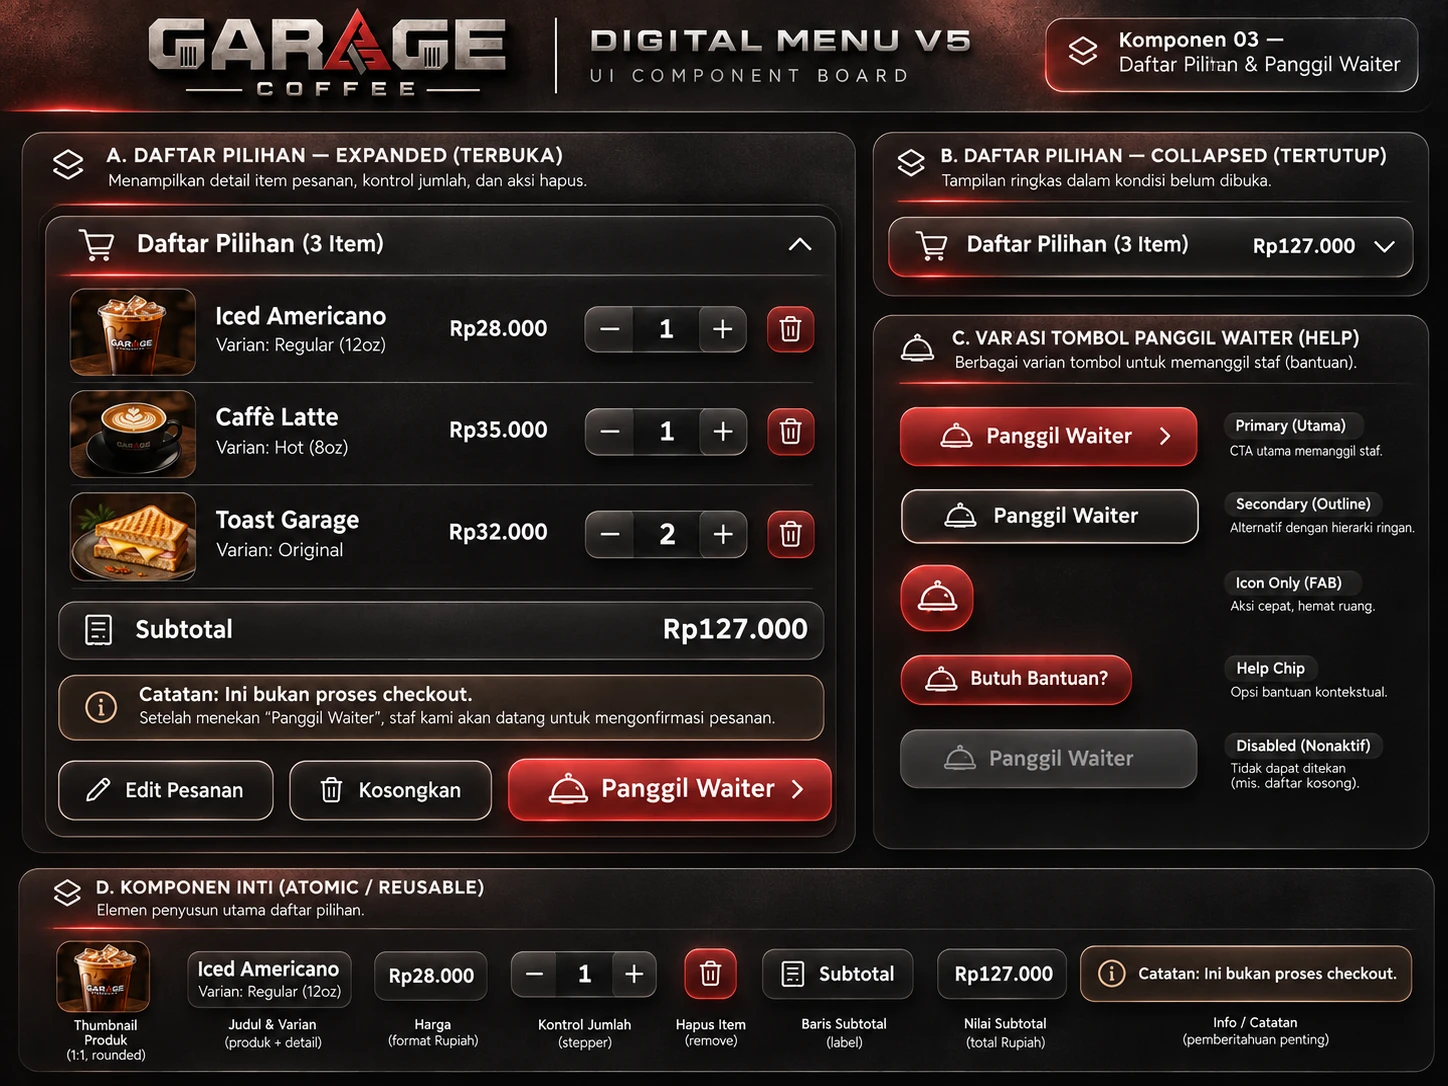 GARAGE
COFFEE
DIGITAL MENU V5
UI COMPONENT BOARD
Komponen 03 —
Daftar Pilihan & Panggil Waiter
A. DAFTAR PILIHAN — EXPANDED (TERBUKA)
Menampilkan detail item pesanan, kontrol jumlah, dan aksi hapus.
Daftar Pilihan (3 Item)
GARAGE
Iced Americano
Varian: Regular (12oz)
Rp28.000
1
GARAGE
Caffè Latte
Varian: Hot (8oz)
Rp35.000
1
Toast Garage
Varian: Original
Rp32.000
2
Subtotal
Rp127.000
Catatan: Ini bukan proses checkout.
Setelah menekan “Panggil Waiter”, staf kami akan datang untuk mengonfirmasi pesanan.
Edit Pesanan
Kosongkan
Panggil Waiter
B. DAFTAR PILIHAN — COLLAPSED (TERTUTUP)
Tampilan ringkas dalam kondisi belum dibuka.
Daftar Pilihan (3 Item)
Rp127.000
C. VARIASI TOMBOL PANGGIL WAITER (HELP)
Berbagai varian tombol untuk memanggil staf (bantuan).
Panggil Waiter
Primary (Utama)
CTA utama memanggil staf.
Panggil Waiter
Secondary (Outline)
Alternatif dengan hierarki ringan.
Icon Only (FAB)
Aksi cepat, hemat ruang.
Butuh Bantuan?
Help Chip
Opsi bantuan kontekstual.
Panggil Waiter
Disabled (Nonaktif)
Tidak dapat ditekan
(mis. daftar kosong).
D. KOMPONEN INTI (ATOMIC / REUSABLE)
Elemen penyusun utama daftar pilihan.
GARAGE
Thumbnail
Produk
(1:1, rounded)
Iced Americano
Varian: Regular (12oz)
Judul & Varian
(produk + detail)
Rp28.000
Harga
(format Rupiah)
1
Kontrol Jumlah
(stepper)
Hapus Item
(remove)
Subtotal
Baris Subtotal
(label)
Rp127.000
Nilai Subtotal
(total Rupiah)
Catatan: Ini bukan proses checkout.
Info / Catatan
(pemberitahuan penting)